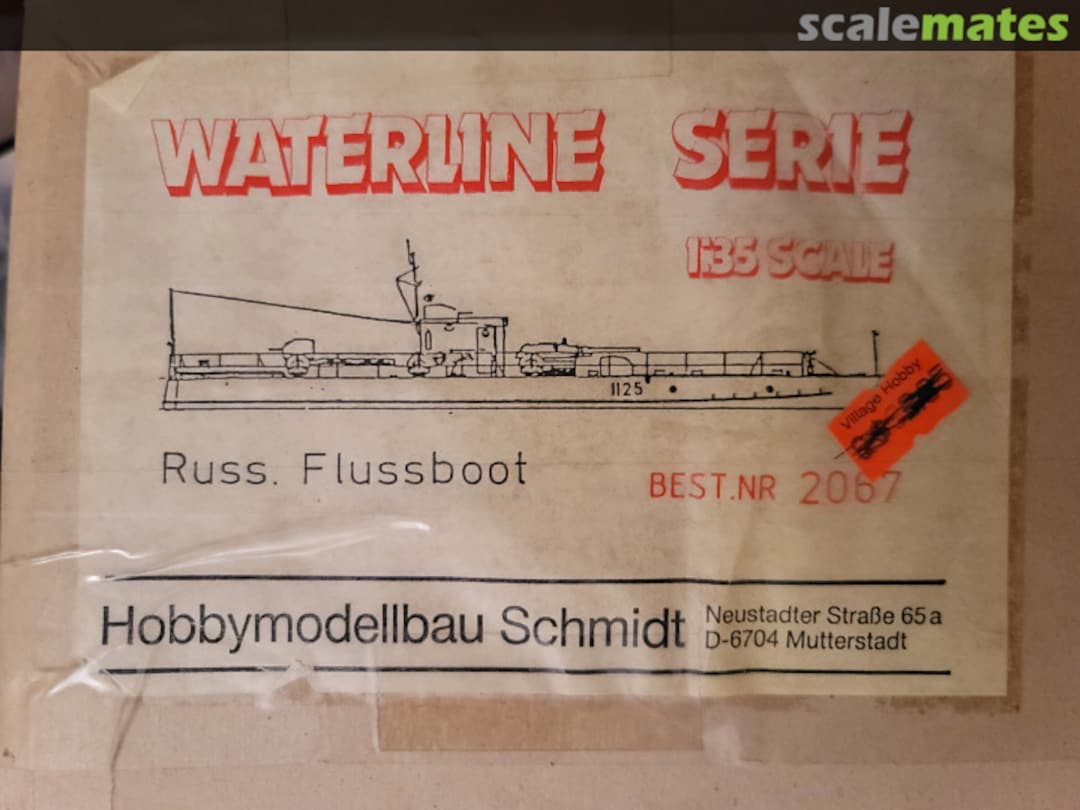 scalemates
WATERLINE SERIE
1:35 SCALE
1125
Village Hobby
Russ. Flussboot
BEST.NR 2067
Hobbymodellbau Schmidt
Neustadter Straße 65a
D-6704 Mutterstadt